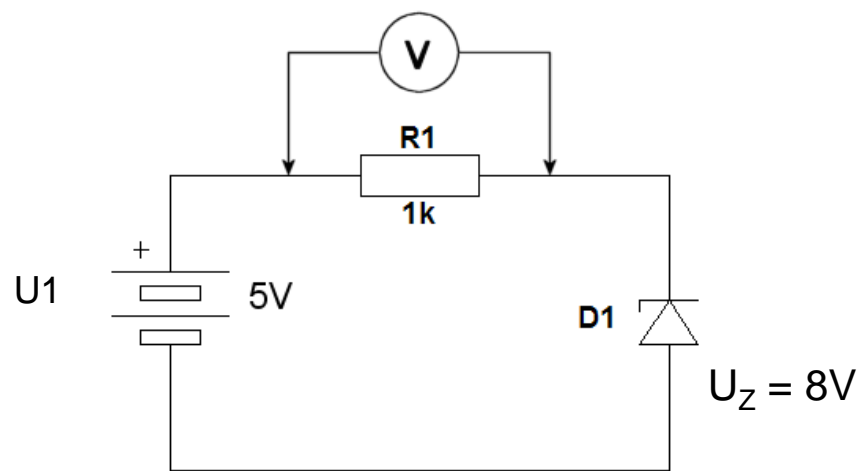 V
R1
1k
+
U1
5V
D1
U_Z = 8V